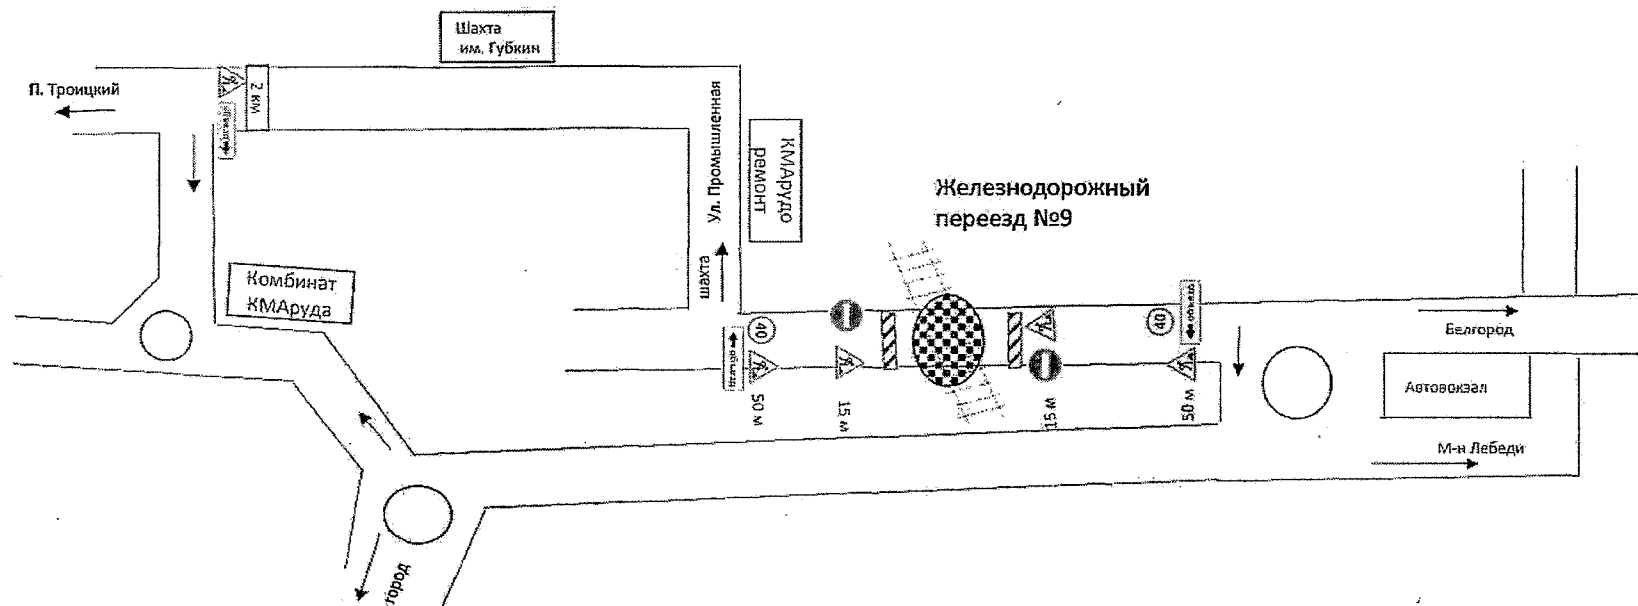 Шахта
им. Губкин
П. Троицкий
2 км
Ул. Промышленная
КМАрудо
ремонт
Железнодорожный
переезд №9
Комбинат
КМАруда
шахта
40
40
Белгород
Автовокзал
50 м
15 м
15 м
50 м
М-н Лебеди
город